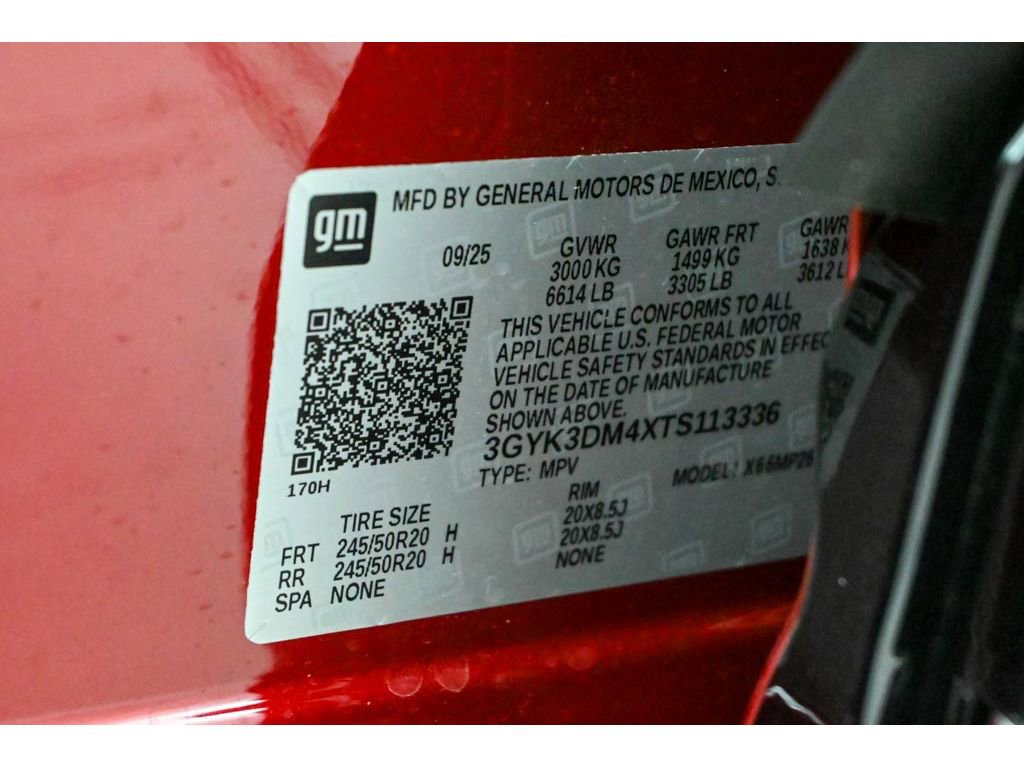 gm
MFD BY GENERAL MOTORS DE MEXICO, S.
09/25 GVWR GAWR FRT GAWR
3000 KG 1499 KG 1638 K
6614 LB 3305 LB 3612 L
THIS VEHICLE CONFORMS TO ALL
APPLICABLE U.S. FEDERAL MOTOR
VEHICLE SAFETY STANDARDS IN EFFEC
ON THE DATE OF MANUFACTURE
SHOWN ABOVE.
3GYK3DM4XTS113336
170H
TYPE: MPV MODEL: X66MP26
TIRE SIZE RIM
FRT 245/50R20 H 20X8.5J
RR 245/50R20 H 20X8.5J
SPA NONE NONE